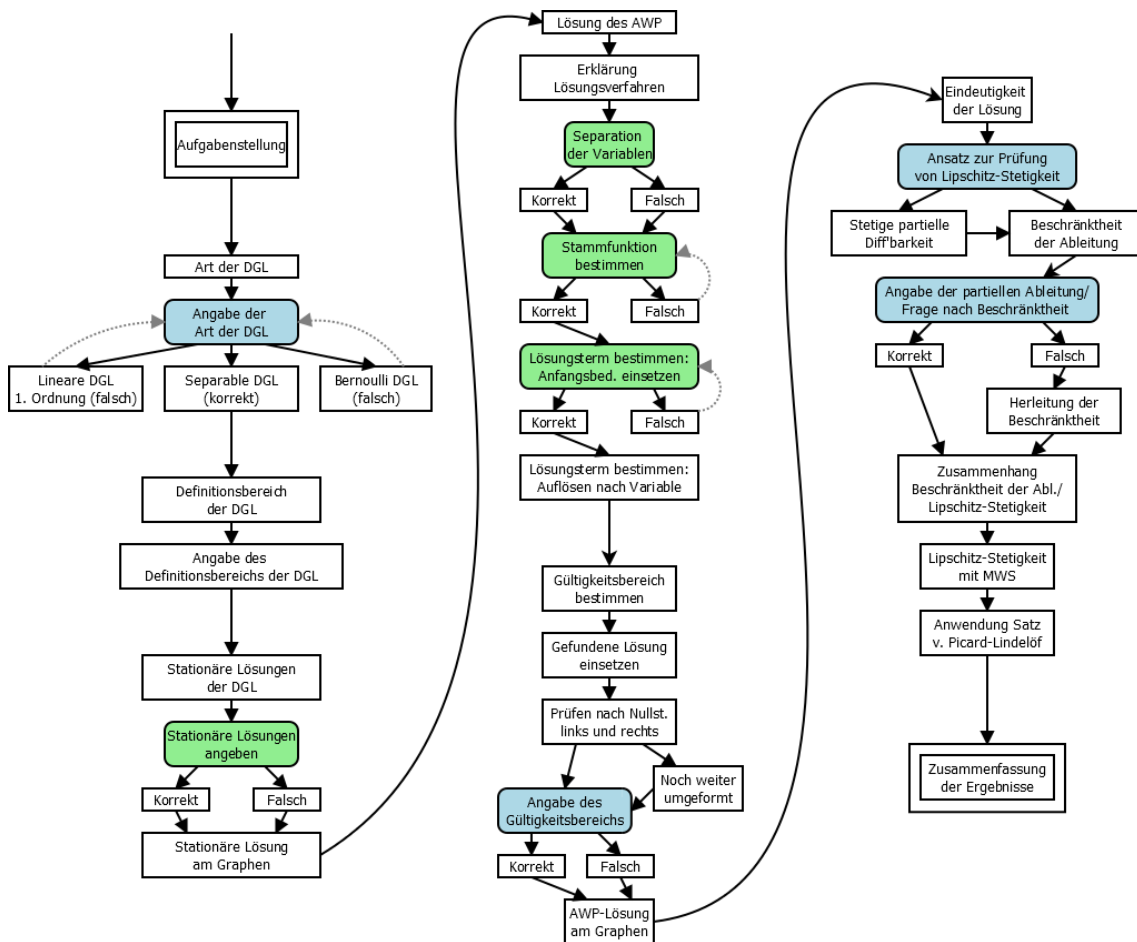 Aufgabenstellung
Art der DGL
Angabe der
Art der DGL
Lineare DGL
1. Ordnung (falsch)
Separable DGL
(korrekt)
Bernoulli DGL
(falsch)
Definitionsbereich
der DGL
Angabe des
Definitionsbereichs der DGL
Stationäre Lösungen
der DGL
Stationäre Lösungen
angeben
Korrekt
Falsch
Stationäre Lösung
am Graphen
Lösung des AWP
Erklärung
Lösungsverfahren
Separation
der Variablen
Korrekt
Falsch
Stammfunktion
bestimmen
Korrekt
Falsch
Lösungsterm bestimmen:
Anfangsbed. einsetzen
Korrekt
Falsch
Lösungsterm bestimmen:
Auflösen nach Variable
Gültigkeitsbereich
bestimmen
Gefundene Lösung
einsetzen
Prüfen nach Nullst.
links und rechts
Noch weiter
umgeformt
Angabe des
Gültigkeitsbereichs
Korrekt
Falsch
AWP-Lösung
am Graphen
Eindeutigkeit
der Lösung
Ansatz zur Prüfung
von Lipschitz-Stetigkeit
Stetige partielle
Diff'barkeit
Beschränktheit
der Ableitung
Angabe der partiellen Ableitung/
Frage nach Beschränktheit
Korrekt
Falsch
Herleitung der
Beschränktheit
Zusammenhang
Beschränktheit der Abl./
Lipschitz-Stetigkeit
Lipschitz-Stetigkeit
mit MWS
Anwendung Satz
v. Picard-Lindelöf
Zusammenfassung
der Ergebnisse